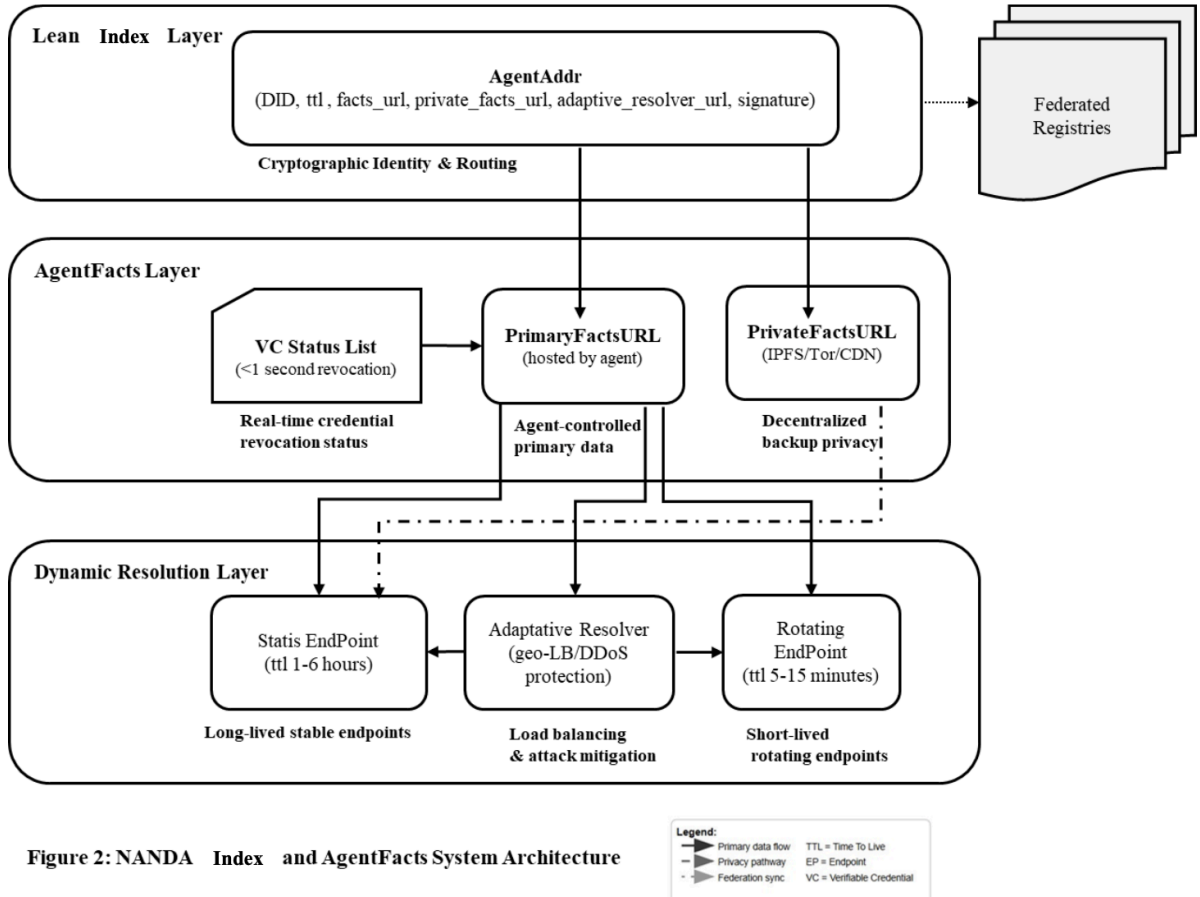 Lean Index Layer
AgentAddr
(DID, ttl , facts_url, private_facts_url, adaptive_resolver_url, signature)
Cryptographic Identity & Routing
Federated
Registries
AgentFacts Layer
VC Status List
(<1 second revocation)
Real-time credential
revocation status
PrimaryFactsURL
(hosted by agent)
Agent-controlled
primary data
PrivateFactsURL
(IPFS/Tor/CDN)
Decentralized
backup privacy
Dynamic Resolution Layer
Statis EndPoint
(ttl 1-6 hours)
Long-lived stable endpoints
Adaptative Resolver
(geo-LB/DDoS
protection)
Load balancing
& attack mitigation
Rotating
EndPoint
(ttl 5-15 minutes)
Short-lived
rotating endpoints
Figure 2: NANDA Index and AgentFacts System Architecture
Legend:
Primary data flow TTL = Time To Live
Privacy pathway EP = Endpoint
Federation sync VC = Verifiable Credential